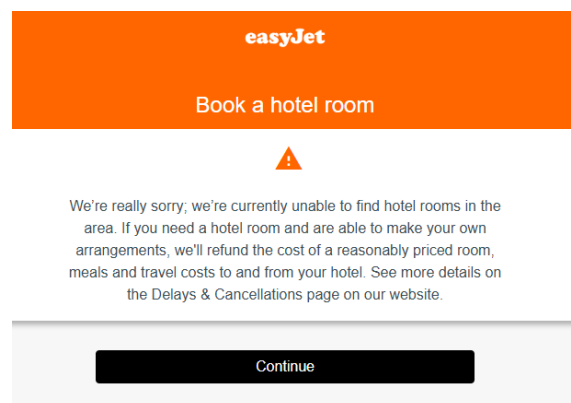 easyJet
Book a hotel room
We're really sorry; we're currently unable to find hotel rooms in the
area. If you need a hotel room and are able to make your own
arrangements, we'll refund the cost of a reasonably priced room,
meals and travel costs to and from your hotel. See more details on
the Delays & Cancellations page on our website.
Continue